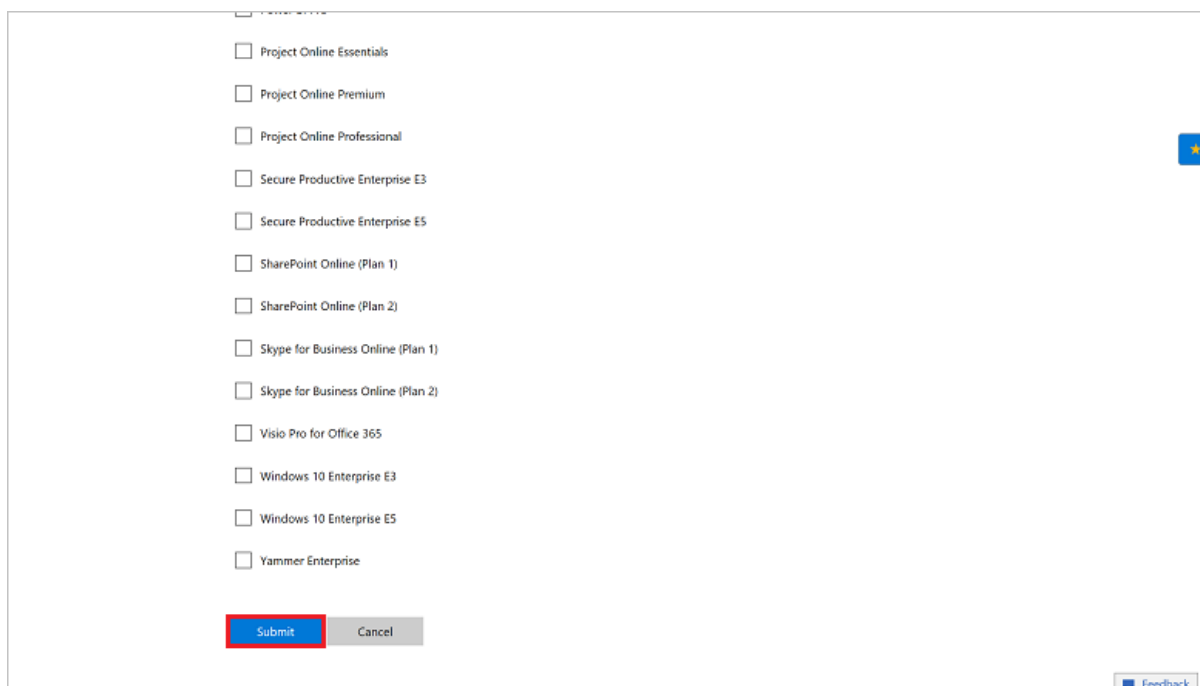 Project Online Essentials
Project Online Premium
Project Online Professional
Secure Productive Enterprise E3
Secure Productive Enterprise E5
SharePoint Online (Plan 1)
SharePoint Online (Plan 2)
Skype for Business Online (Plan 1)
Skype for Business Online (Plan 2)
Visio Pro for Office 365
Windows 10 Enterprise E3
Windows 10 Enterprise E5
Yammer Enterprise
Submit Cancel
Feedback